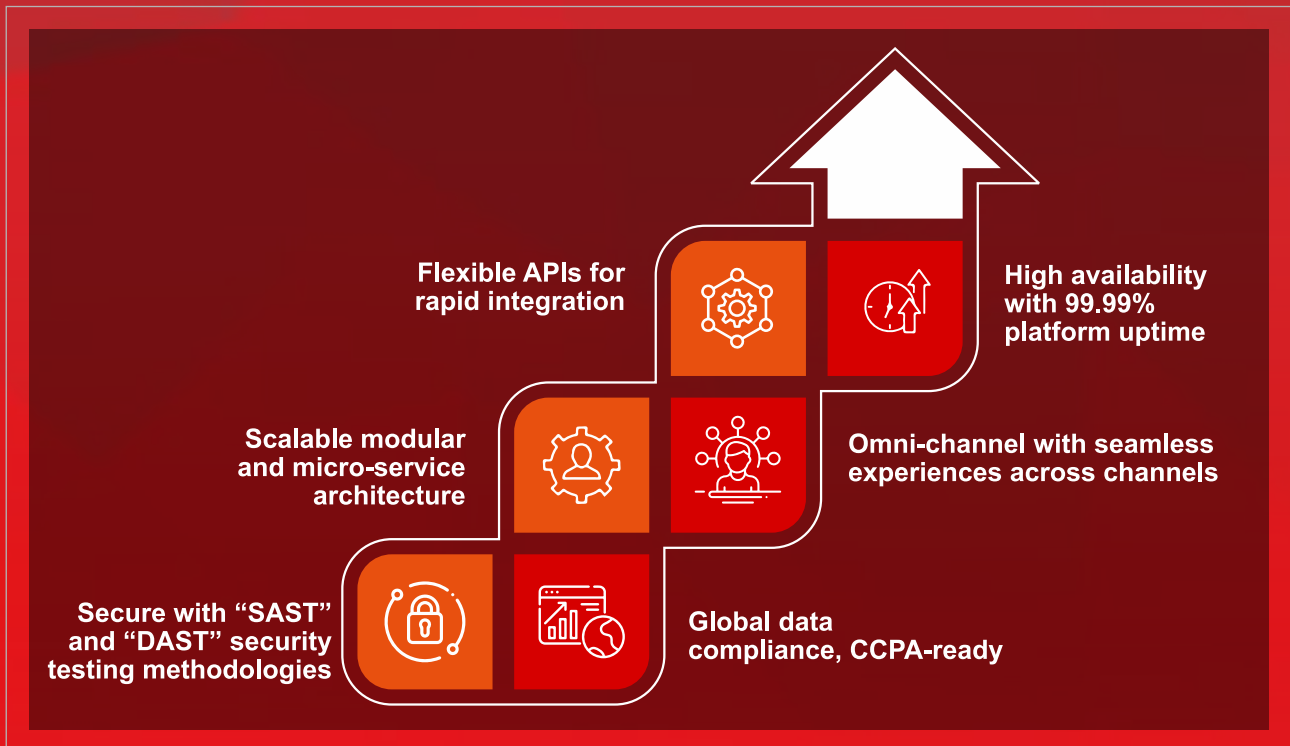 Flexible APIs for
rapid integration
High availability
with 99.99%
platform uptime
Scalable modular
and micro-service
architecture
Omni-channel with seamless
experiences across channels
Secure with “SAST”
and “DAST” security
testing methodologies
Global data
compliance, CCPA-ready